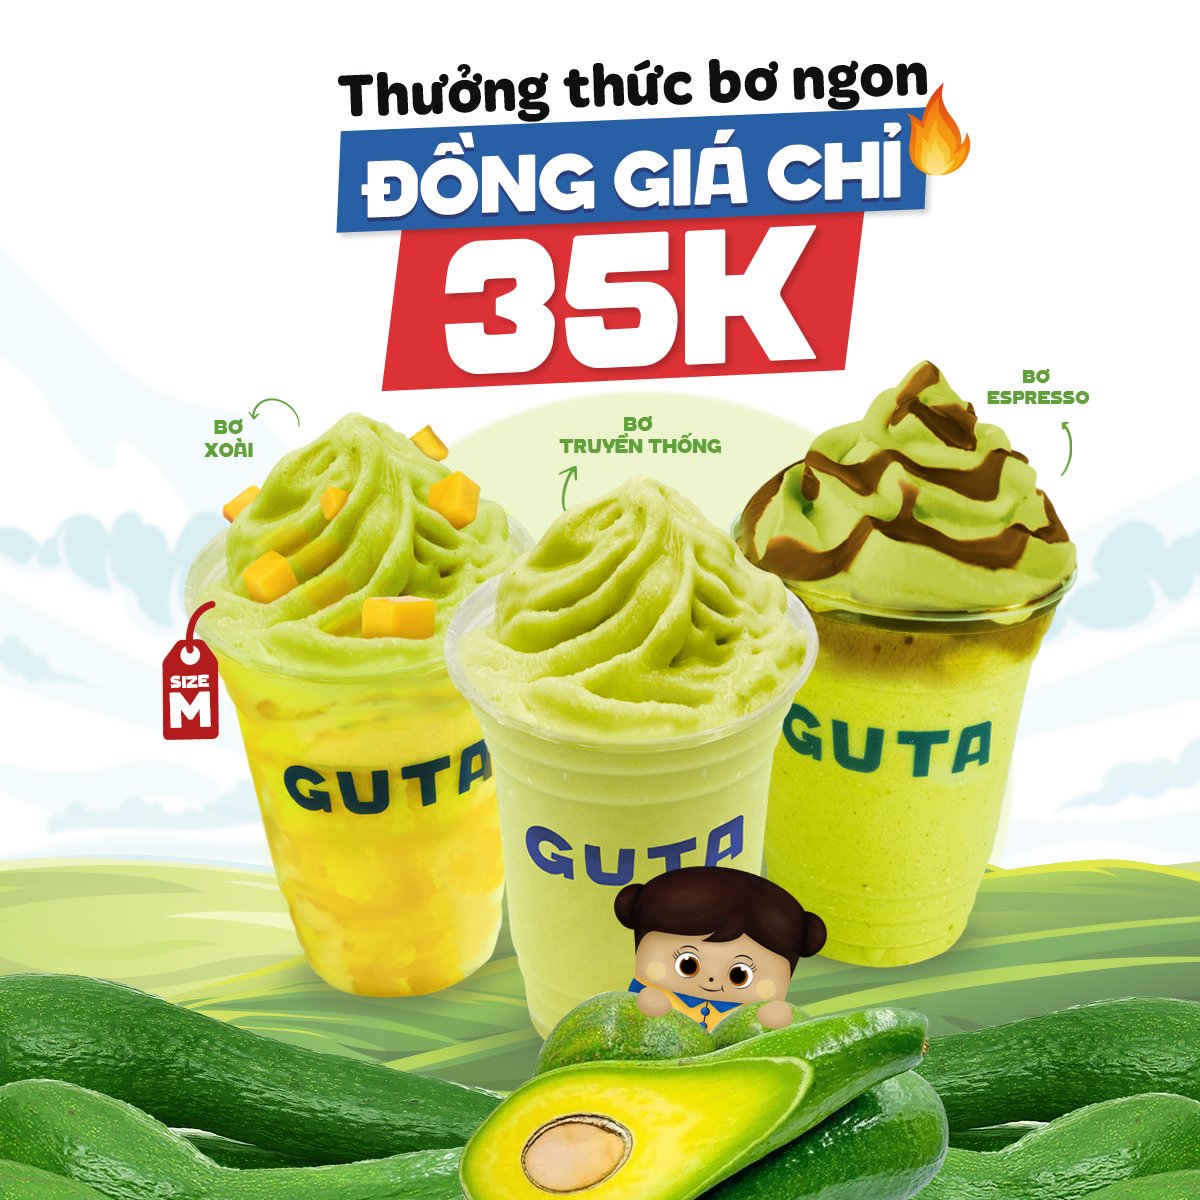 Thưởng thức bơ ngon
ĐỒNG GIÁ CHỈ
35K
BƠ
XOÀI
BƠ
TRUYỀN THỐNG
BƠ
ESPRESSO
SIZE
M
GUTA
GUTA
GUTA